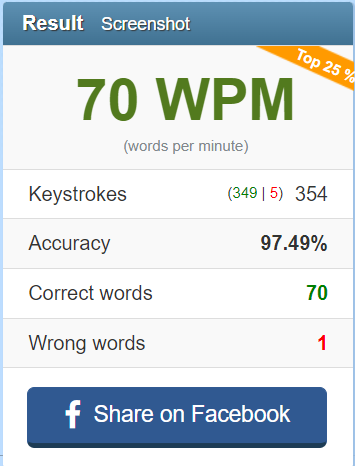 Result Screenshot
Top 25 %
70 WPM
(words per minute)
Keystrokes (349 | 5) 354
Accuracy 97.49%
Correct words 70
Wrong words 1
f Share on Facebook